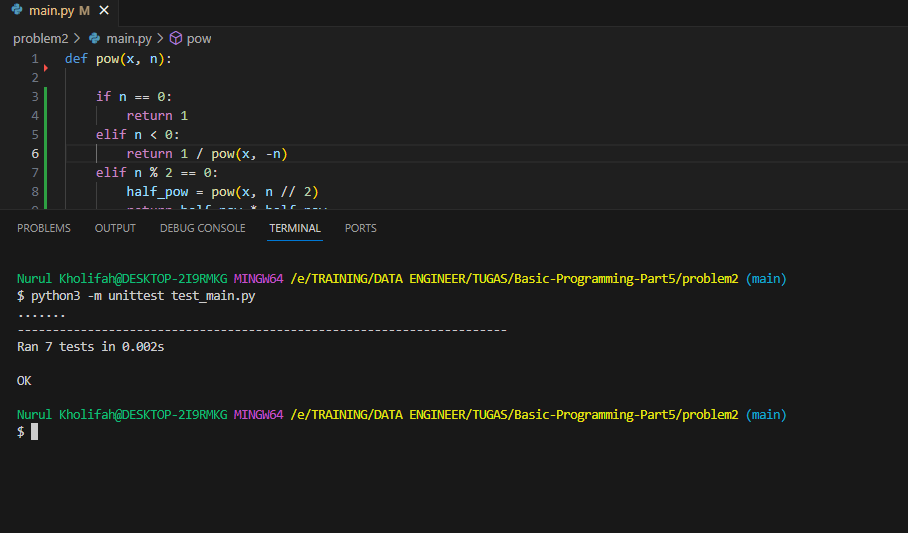 main.py M
problem2 > main.py > pow
1 def pow(x, n):
2
3 if n == 0:
4 return 1
5 elif n < 0:
6 return 1 / pow(x, -n)
7 elif n % 2 == 0:
8 half_pow = pow(x, n // 2)
9 return half_pow * half_pow
PROBLEMS OUTPUT DEBUG CONSOLE TERMINAL PORTS
Nurul Kholifah@DESKTOP-2I9RMKG MINGW64 /e/TRAINING/DATA ENGINEER/TUGAS/Basic-Programming-Part5/problem2 (main)
$ python3 -m unittest test_main.py
.......
----------------------------------------------------------------------
Ran 7 tests in 0.002s
OK
Nurul Kholifah@DESKTOP-2I9RMKG MINGW64 /e/TRAINING/DATA ENGINEER/TUGAS/Basic-Programming-Part5/problem2 (main)
$